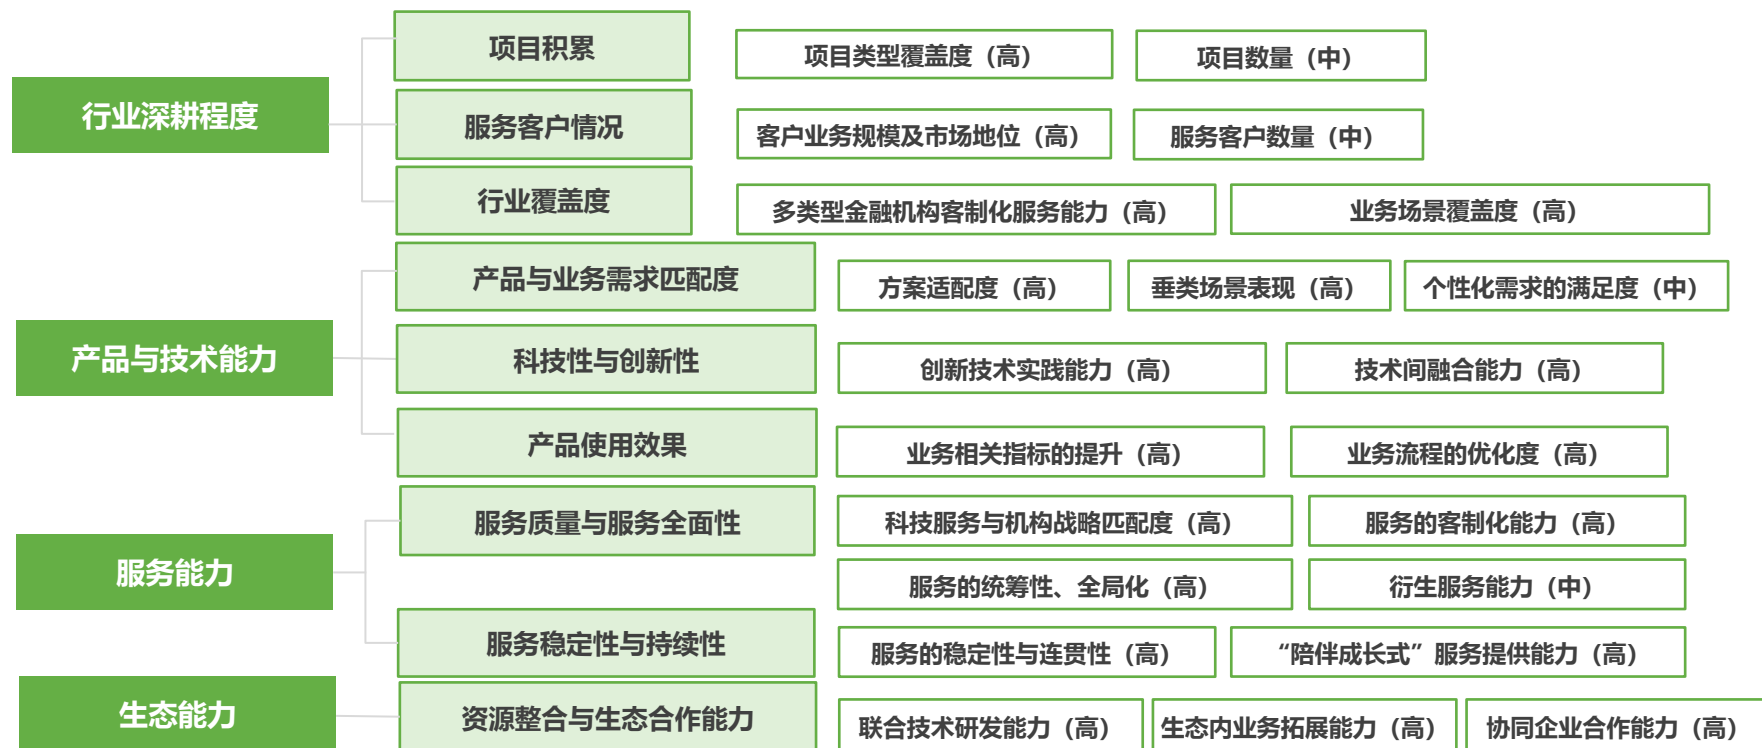 行业深耕程度
项目积累
项目类型覆盖度（高）
项目数量（中）
服务客户情况
客户业务规模及市场地位（高）
服务客户数量（中）
行业覆盖度
多类型金融机构客制化服务能力（高）
业务场景覆盖度（高）
产品与技术能力
产品与业务需求匹配度
方案适配度（高）
垂类场景表现（高）
个性化需求的满足度（中）
科技性与创新性
创新技术实践能力（高）
技术间融合能力（高）
产品使用效果
业务相关指标的提升（高）
业务流程的优化度（高）
服务能力
服务质量与服务全面性
科技服务与机构战略匹配度（高）
服务的客制化能力（高）
服务的统筹性、全局化（高）
衍生服务能力（中）
服务稳定性与持续性
服务的稳定性与连贯性（高）
“陪伴成长式”服务提供能力（高）
生态能力
资源整合与生态合作能力
联合技术研发能力（高）
生态内业务拓展能力（高）
协同企业合作能力（高）